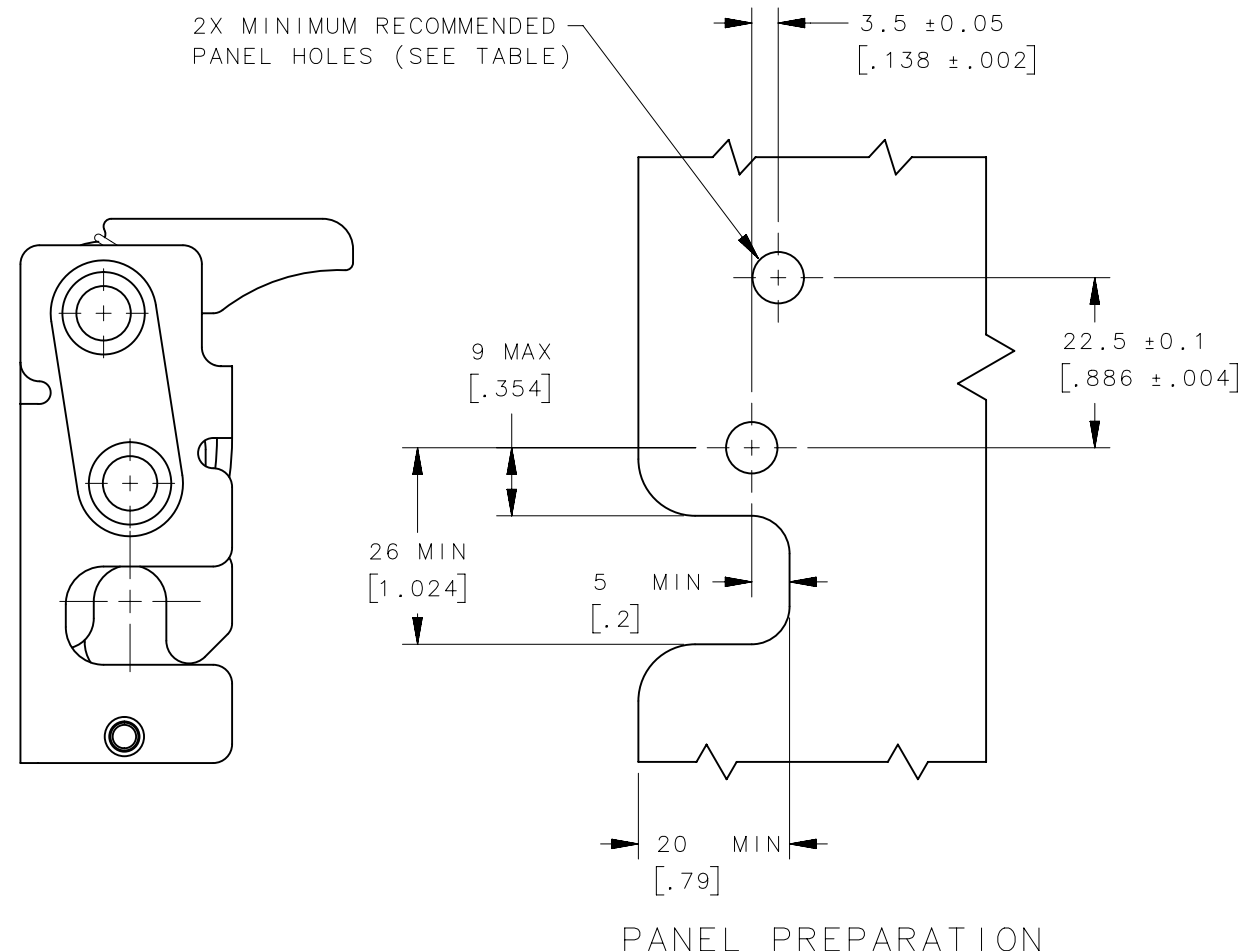 2X MINIMUM RECOMMENDED
PANEL HOLES (SEE TABLE)
3.5 ±0.05
[.138 ±.002]
9 MAX
[.354]
22.5 ±0.1
[.886 ±.004]
26 MIN
[1.024]
5 MIN
[.2]
20 MIN
[.79]
PANEL PREPARATION